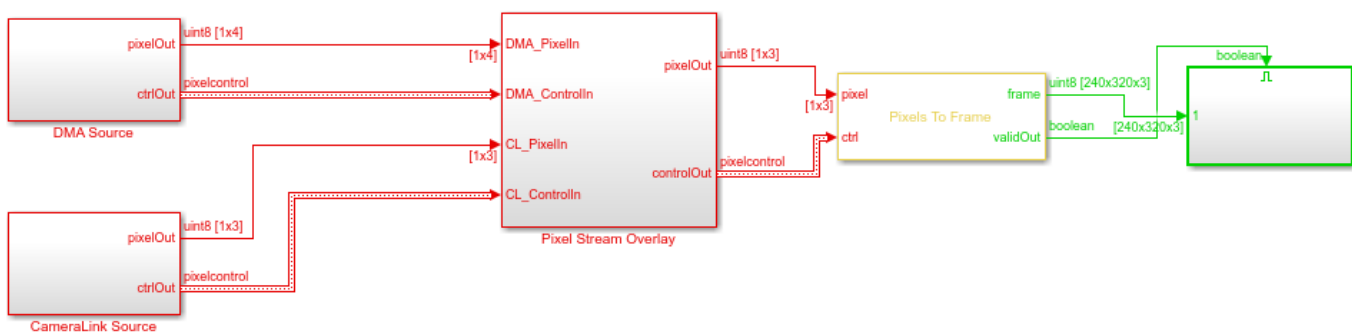 pixelOut
uint8 [1x4]
ctrlOut
pixelcontrol
DMA Source
[1x4]
DMA_PixelIn
DMA_ControlIn
CL_PixelIn
[1x3]
CL_ControlIn
pixelOut
controlOut
Pixel Stream Overlay
pixelOut
uint8 [1x3]
ctrlOut
pixelcontrol
CameraLink Source
uint8 [1x3]
[1x3]
pixelcontrol
pixel
ctrl
Pixels To Frame
frame
validOut
uint8 [240x320x3]
boolean
[240x320x3]
boolean
1